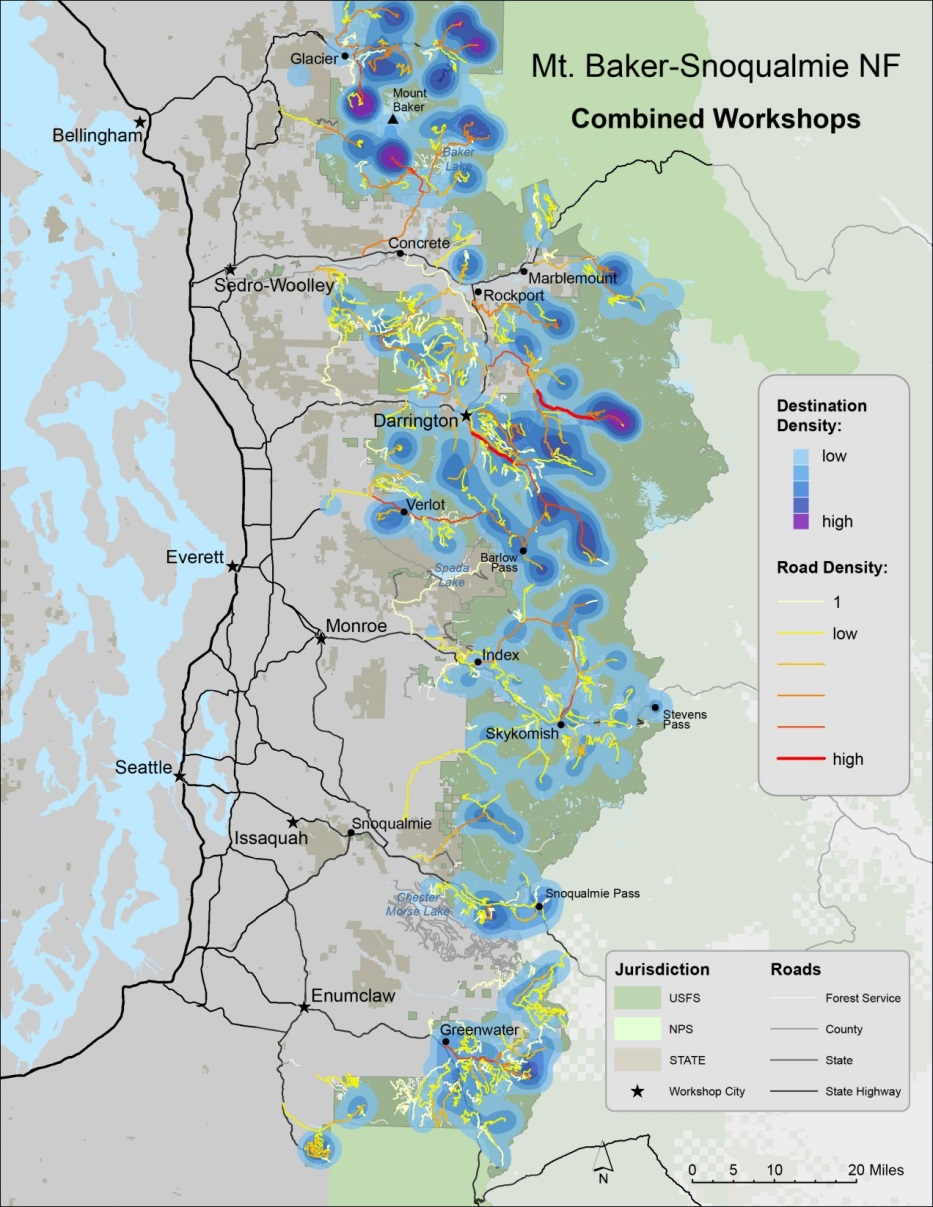 Mt. Baker-Snoqualmie NF
Combined Workshops
Glacier
Mount
Baker
Bellingham
Baker
Lake
Concrete
Sedro-Woolley
Marblemount
Rockport
Darrington
Verlot
Barlow
Pass
Everett
Spada
Lake
Monroe
Index
Stevens
Pass
Skykomish
Seattle
Issaquah
Snoqualmie
Chester
Morse Lake
Snoqualmie Pass
Enumclaw
Greenwater
Destination
Density:
low
high
Road Density:
1
low
high
Jurisdiction
USFS
NPS
STATE
Workshop City
Roads
Forest Service
County
State
State Highway
N
0 5 10 20 Miles